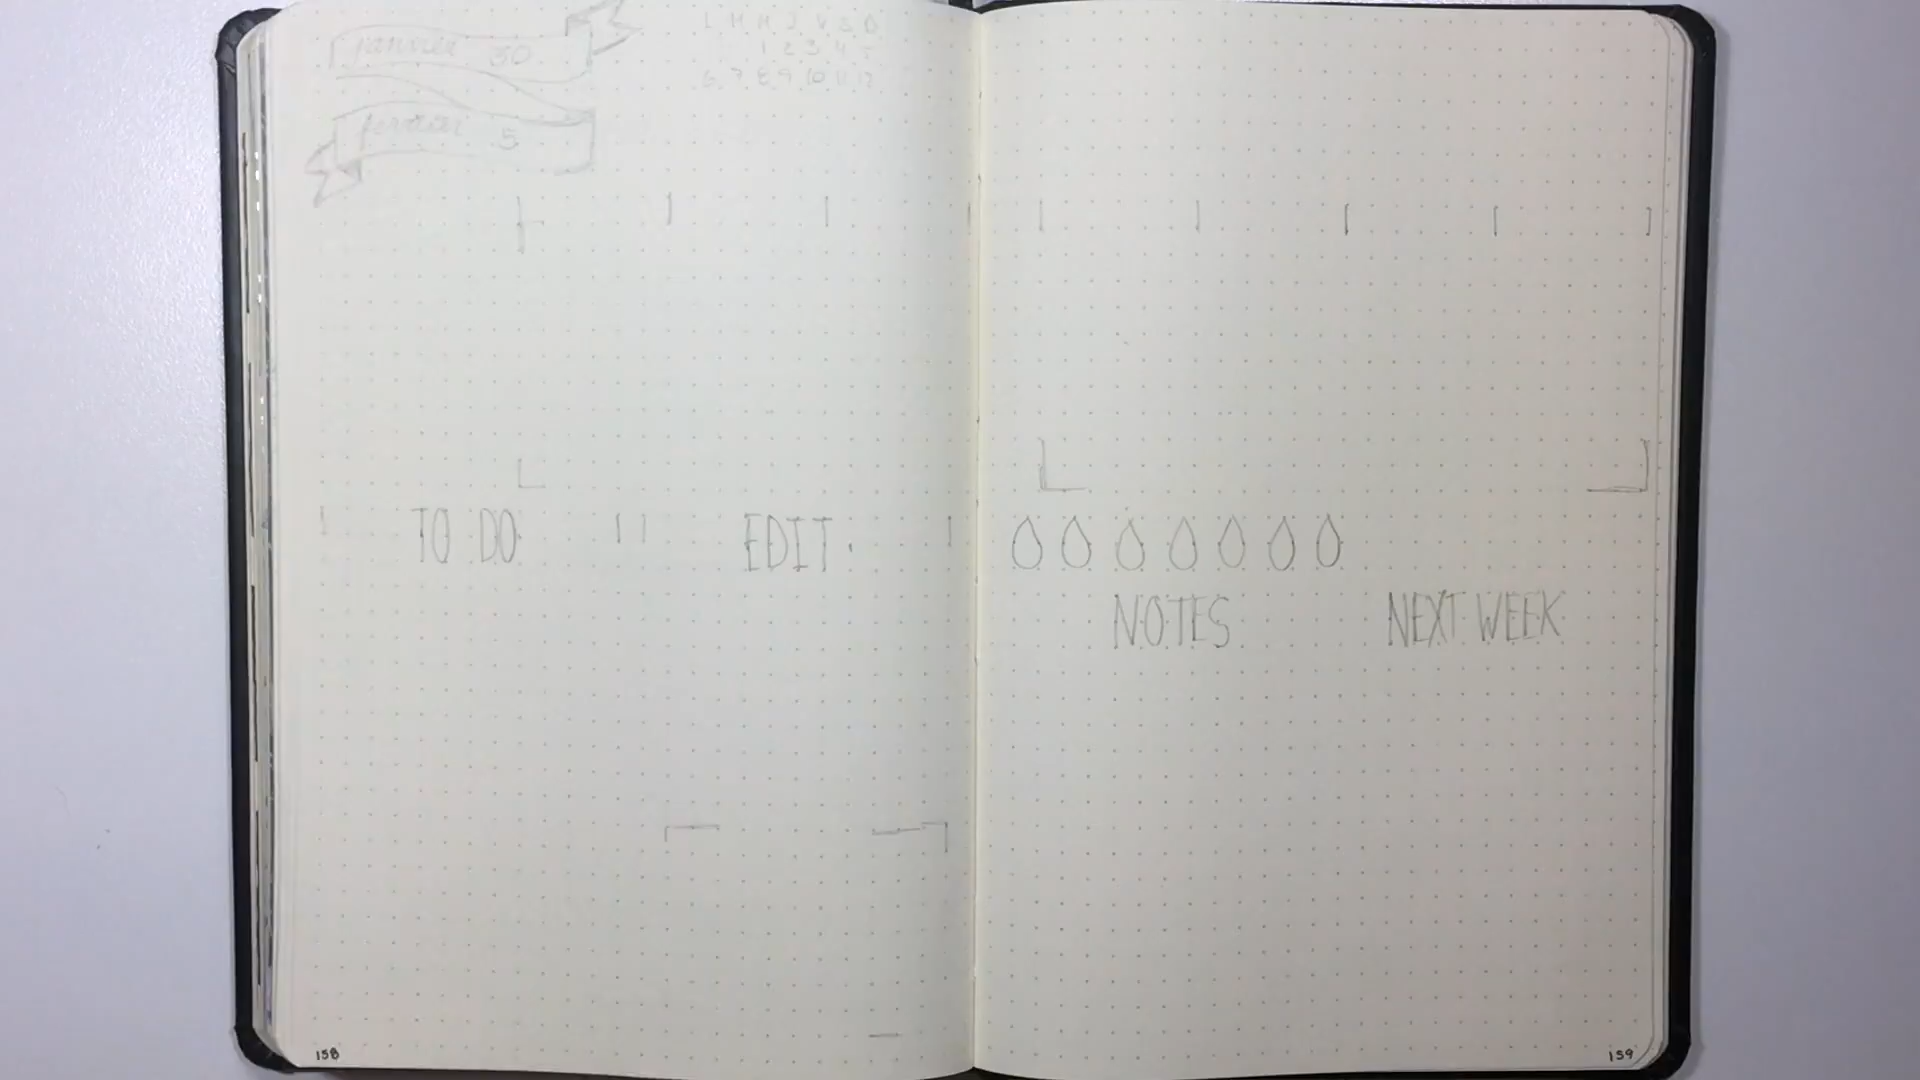 janvier 30
L M M J V S D
1 2 3 4 5
6 7 8 9 10 11 12
fevrier 5
TO DO
EDIT
NOTES
NEXT WEEK
158
159